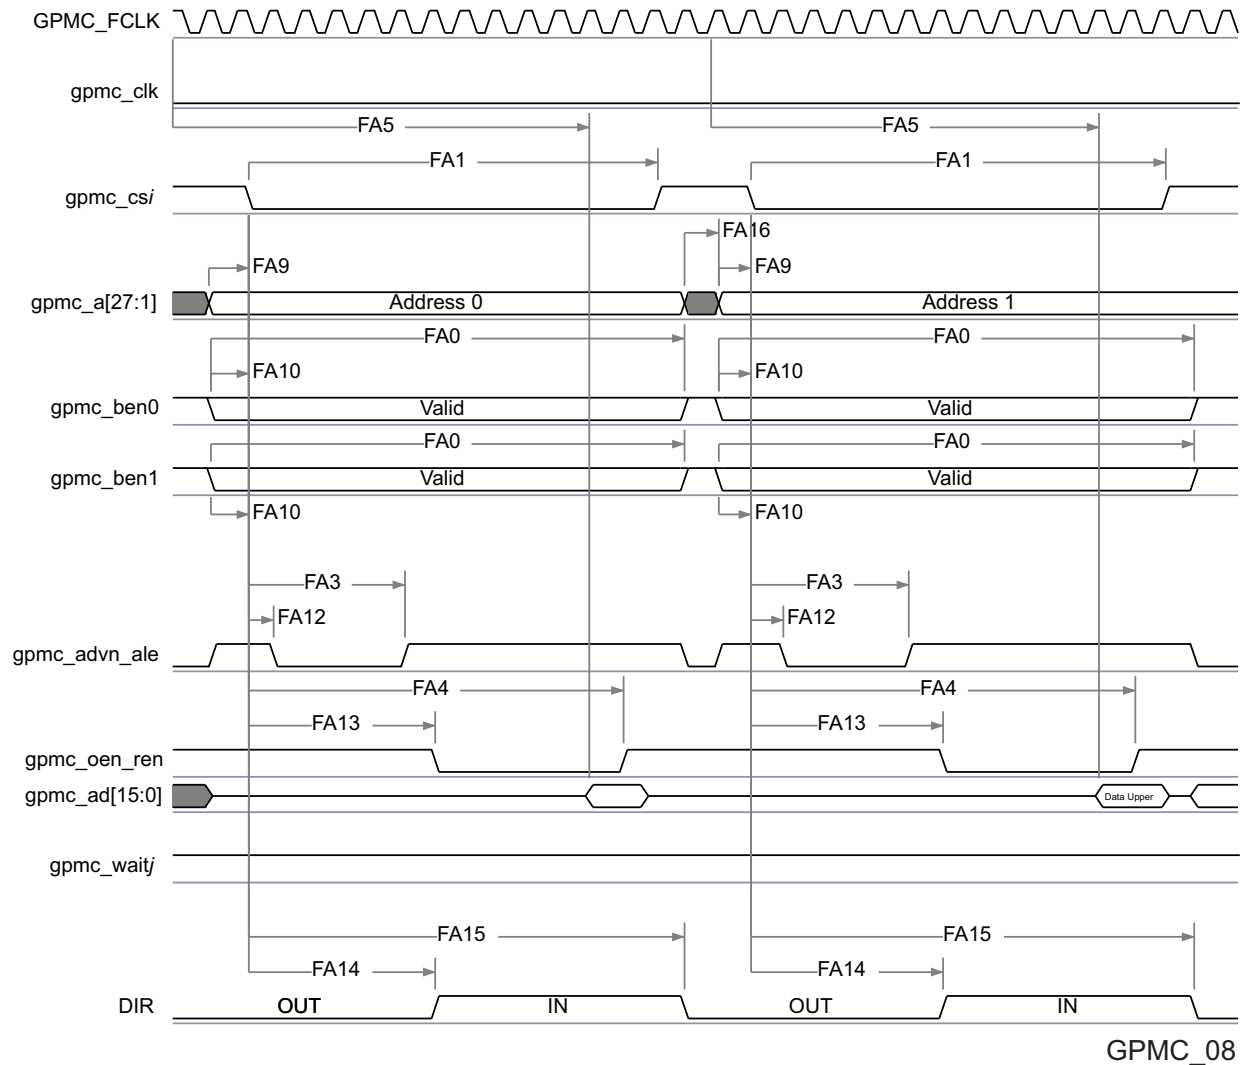 GPMC_FCLK
gpmc_clk
FA5 FA5
FA1 FA1
gpmc_csi
FA16
FA9 FA9
gpmc_a[27:1] Address 0 Address 1
FA0 FA0
FA10 FA10
gpmc_ben0 Valid Valid
FA0 FA0
gpmc_ben1 Valid Valid
FA10 FA10
FA3 FA3
FA12 FA12
gpmc_advn_ale
FA4 FA4
FA13 FA13
gpmc_oen_ren
gpmc_ad[15:0] Data Upper
gpmc_waitj
FA15 FA15
FA14 FA14
DIR OUT IN OUT IN
GPMC_08